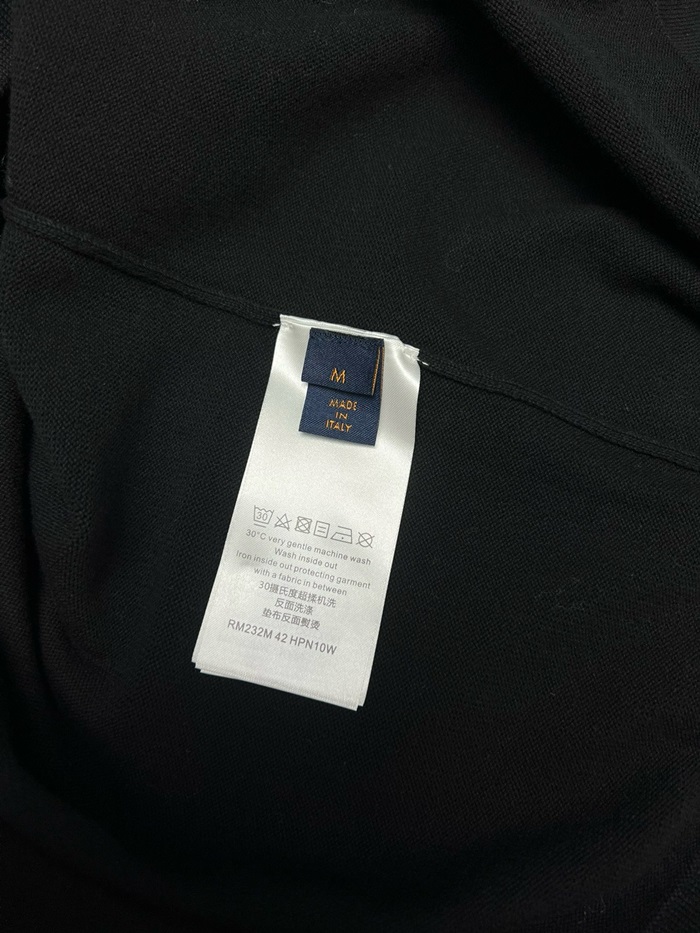 M
MADE
IN
ITALY
30
30°C very gentle machine wash
Wash inside out
Iron inside out protecting garment
with a fabric in between
30摄氏度超揉机洗
反面洗涤
垫布反面熨烫
RM232M 42 HPN10W